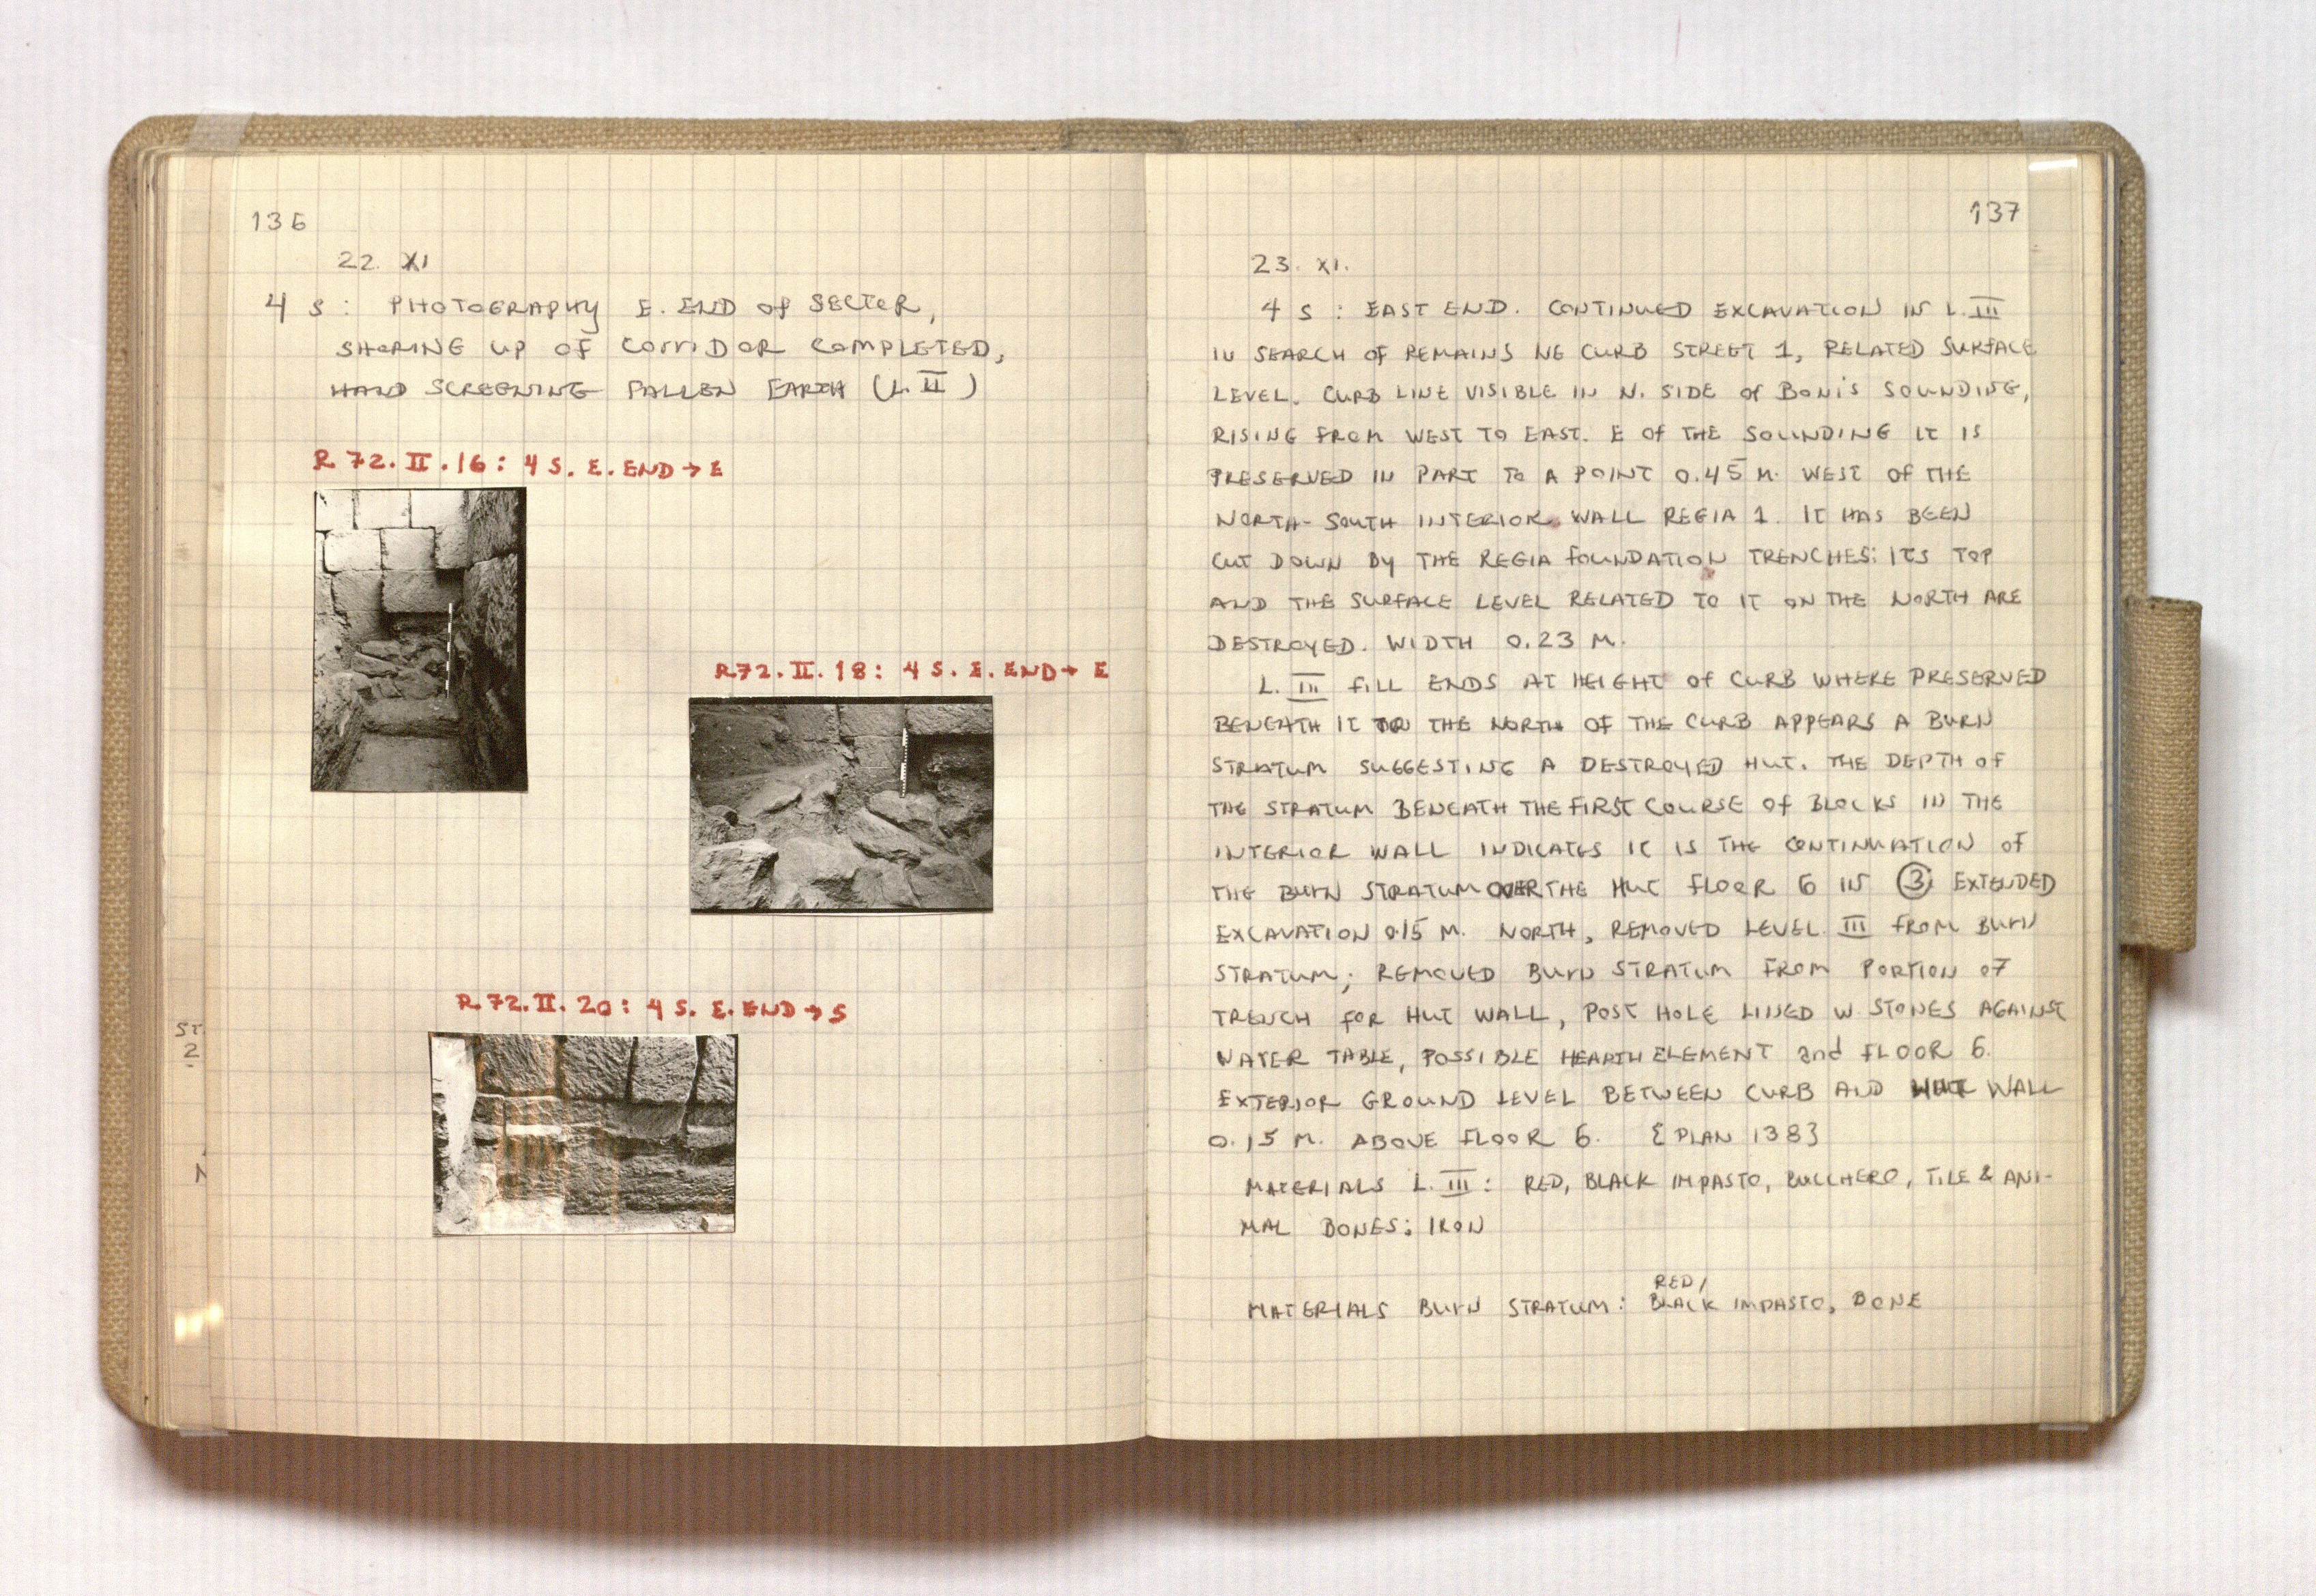 136
22. XI
4 S: PHOTOGRAPHY E. END OF SECTOR,
SHORING UP OF CORRIDOR COMPLETED,
HAND SCREENING FALLEN EARTH (L. II)
R 72. II. 16: 4 S. E. END → E
R 72. II. 18: 4 S. E. END → E
R 72. II. 20: 4 S. E. END → S
ST
2
137
23. XI.
4 S: EAST END. CONTINUED EXCAVATION IN L. III
IN SEARCH OF REMAINS NE CURB STREET 1, RELATED SURFACE
LEVEL. CURB LINE VISIBLE IN N. SIDE OF BONI'S SOUNDING,
RISING FROM WEST TO EAST. E OF THE SOUNDING IT IS
PRESERVED IN PART TO A POINT 0.45 M. WEST OF THE
NORTH-SOUTH INTERIOR WALL REGIA 1. IT HAS BEEN
CUT DOWN BY THE REGIA FOUNDATION TRENCHES: ITS TOP
AND THE SURFACE LEVEL RELATED TO IT ON THE NORTH ARE
DESTROYED. WIDTH 0.23 M.
L. III FILL ENDS AT HEIGHT OF CURB WHERE PRESERVED
BENEATH IT TO THE NORTH OF THE CURB APPEARS A BURN
STRATUM SUGGESTING A DESTROYED HUT. THE DEPTH OF
THE STRATUM BENEATH THE FIRST COURSE OF BLOCKS IN THE
INTERIOR WALL INDICATES IT IS THE CONTINUATION OF
THE BURN STRATUM OVER THE HUT FLOOR 6 IN ③ EXTENDED
EXCAVATION 0.15 M. NORTH, REMOVED LEVEL III FROM BURN
STRATUM; REMOVED BURN STRATUM FROM PORTION OF
TRENCH FOR HUT WALL, POST HOLE LINED W. STONES AGAINST
WATER TABLE, POSSIBLE HEARTH ELEMENT and FLOOR 6.
EXTERIOR GROUND LEVEL BETWEEN CURB AND HUT WALL
0.15 M. ABOVE FLOOR 6. {PLAN 138}
MATERIALS L. III: RED, BLACK IMPASTO, BUCCHERO, TILE & ANI-
MAL BONES; IRON
RED/
MATERIALS BURN STRATUM: BLACK IMPASTO, BONE